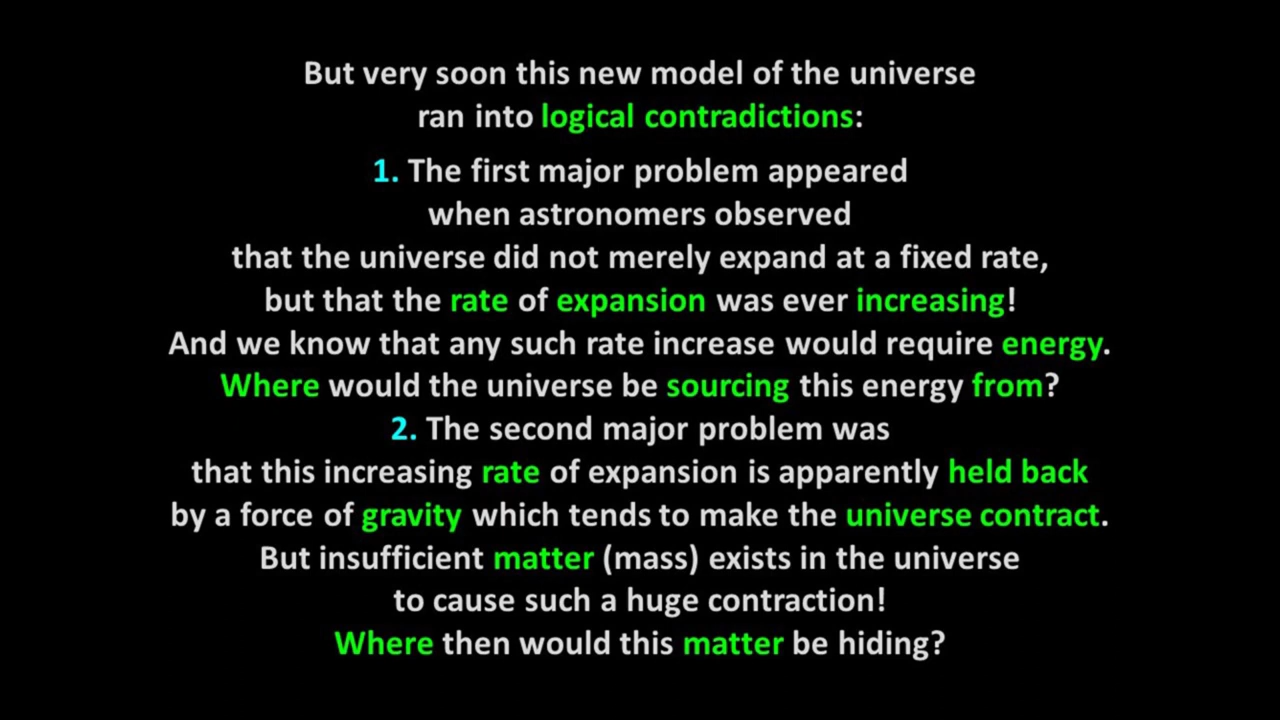 But very soon this new model of the universe
ran into logical contradictions:
1. The first major problem appeared
when astronomers observed
that the universe did not merely expand at a fixed rate,
but that the rate of expansion was ever increasing!
And we know that any such rate increase would require energy.
Where would the universe be sourcing this energy from?
2. The second major problem was
that this increasing rate of expansion is apparently held back
by a force of gravity which tends to make the universe contract.
But insufficient matter (mass) exists in the universe
to cause such a huge contraction!
Where then would this matter be hiding?